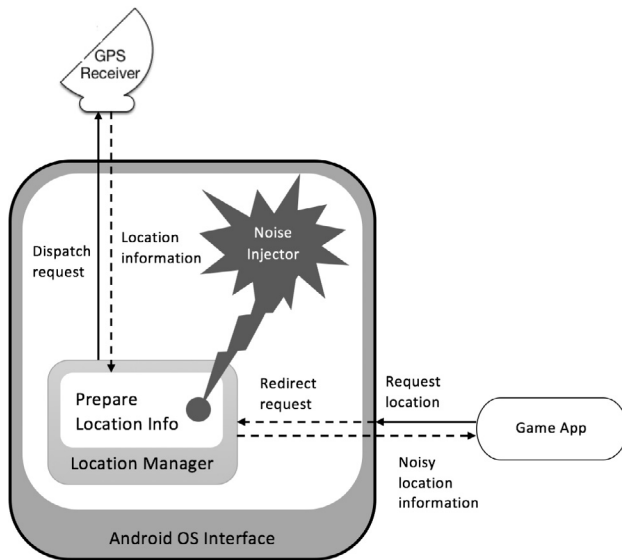 GPS
Receiver
Dispatch
request
Location
information
Noise
Injector
Prepare
Location Info
Location Manager
Redirect
request
Request
location
Game App
Noisy
location
information
Android OS Interface